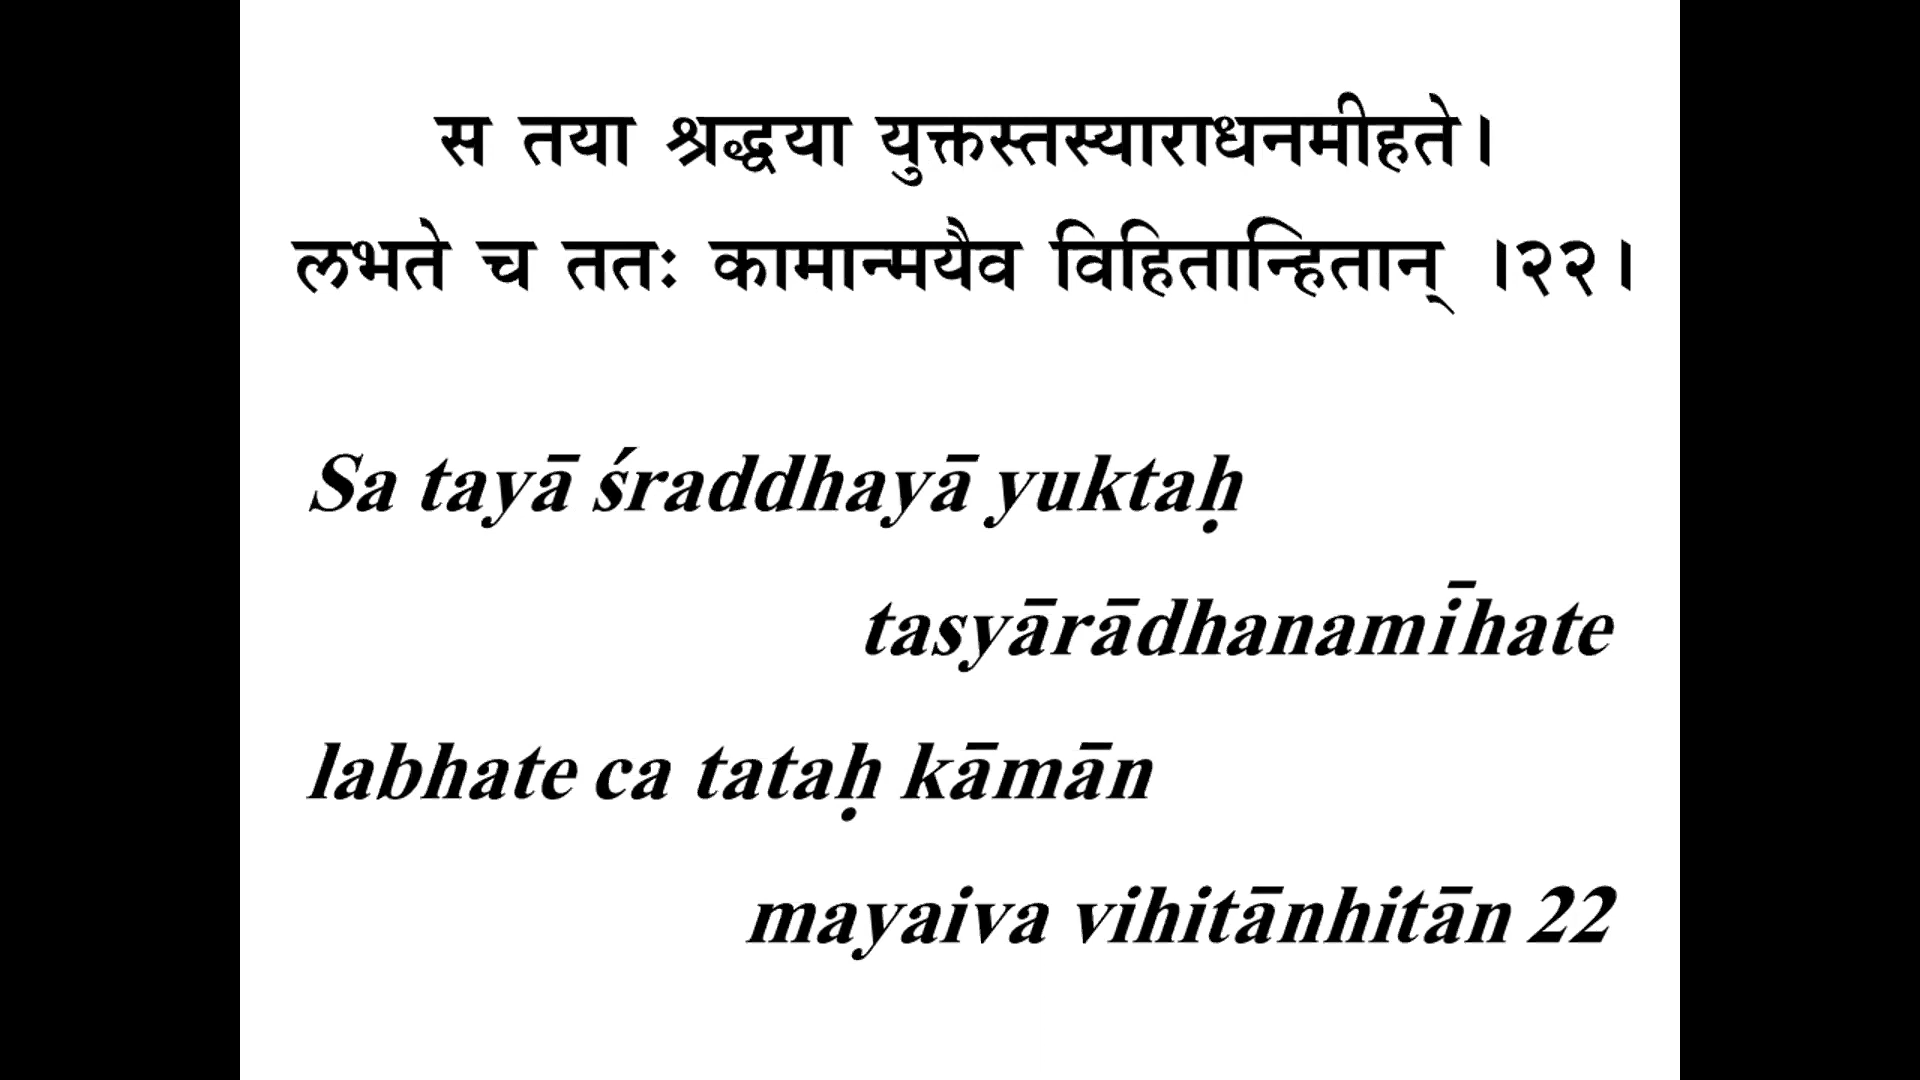 स तया श्रद्धया युक्तस्तस्याराधनमीहते।
लभते च ततः कामान्मयैव विहितान्हितान् ।२२।
Sa tayā śraddhayā yuktaḥ
tasyārādhanamīhate
labhate ca tataḥ kāmān
mayaiva vihitānhitān 22